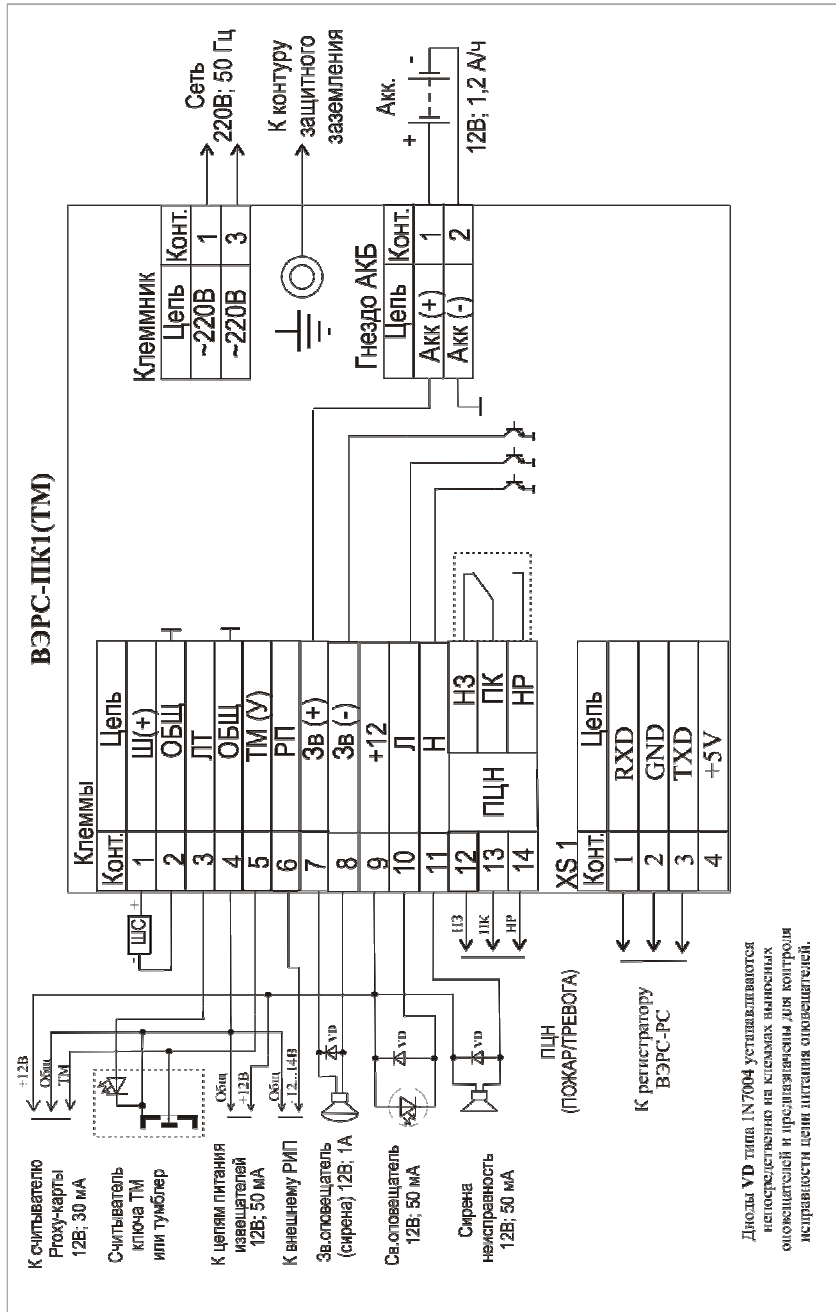 ВЭРС-ПК1(ТМ)
К считывателю
Proxy-карты
12В; 30 мА
+12В
Общ
ТМ
Считыватель
ключа ТМ
или тумблер
К цепям питания
извещателей
12В; 50 мА
Общ
+12В
К внешнему РИП
Общ
12...14В
Зв.оповещатель
(сирена) 12В; 1А
VD
Св.оповещатель
12В; 50 мА
VD
Сирена
неисправность
12В; 50 мА
VD
ШС
+
-
Клеммы
Конт.
Цепь
1
Ш(+)
2
ОБЩ
3
ЛТ
4
ОБЩ
5
ТМ (У)
6
РП
7
Зв (+)
8
Зв (-)
9
+12
10
Л
11
Н
12
ПЦН
НЗ
13
ПК
14
НР
НЗ
ПК
НР
ПЦН
(ПОЖАР/ТРЕВОГА)
XS 1
Конт.
Цепь
1
RXD
2
GND
3
TXD
4
+5V
К регистратору
ВЭРС-РС
Клеммник
Цепь
Конт.
~220В
1
~220В
3
Сеть
220В; 50 Гц
К контуру
защитного
заземления
Гнездо АКБ
Цепь
Конт.
Акк (+)
1
Акк (-)
2
+
-
Акк.
12В; 1,2 А/ч
Диоды VD типа 1N7004 устанавливаются
непосредственно на клеммах выносных
оповещателей и предназначены для контроля
исправности цепи питания оповещателей.